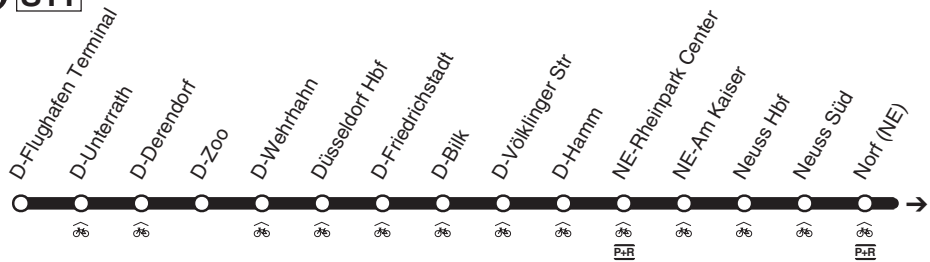 S11
D-Flughafen Terminal
D-Unterrath
D-Derendorf
D-Zoo
D-Wehrhahn
Düsseldorf Hbf
D-Friedrichstadt
D-Bilk
D-Völklinger Str
D-Hamm
NE-Rheinpark Center
NE-Am Kaiser
Neuss Hbf
Neuss Süd
Norf (NE)
P+R
P+R